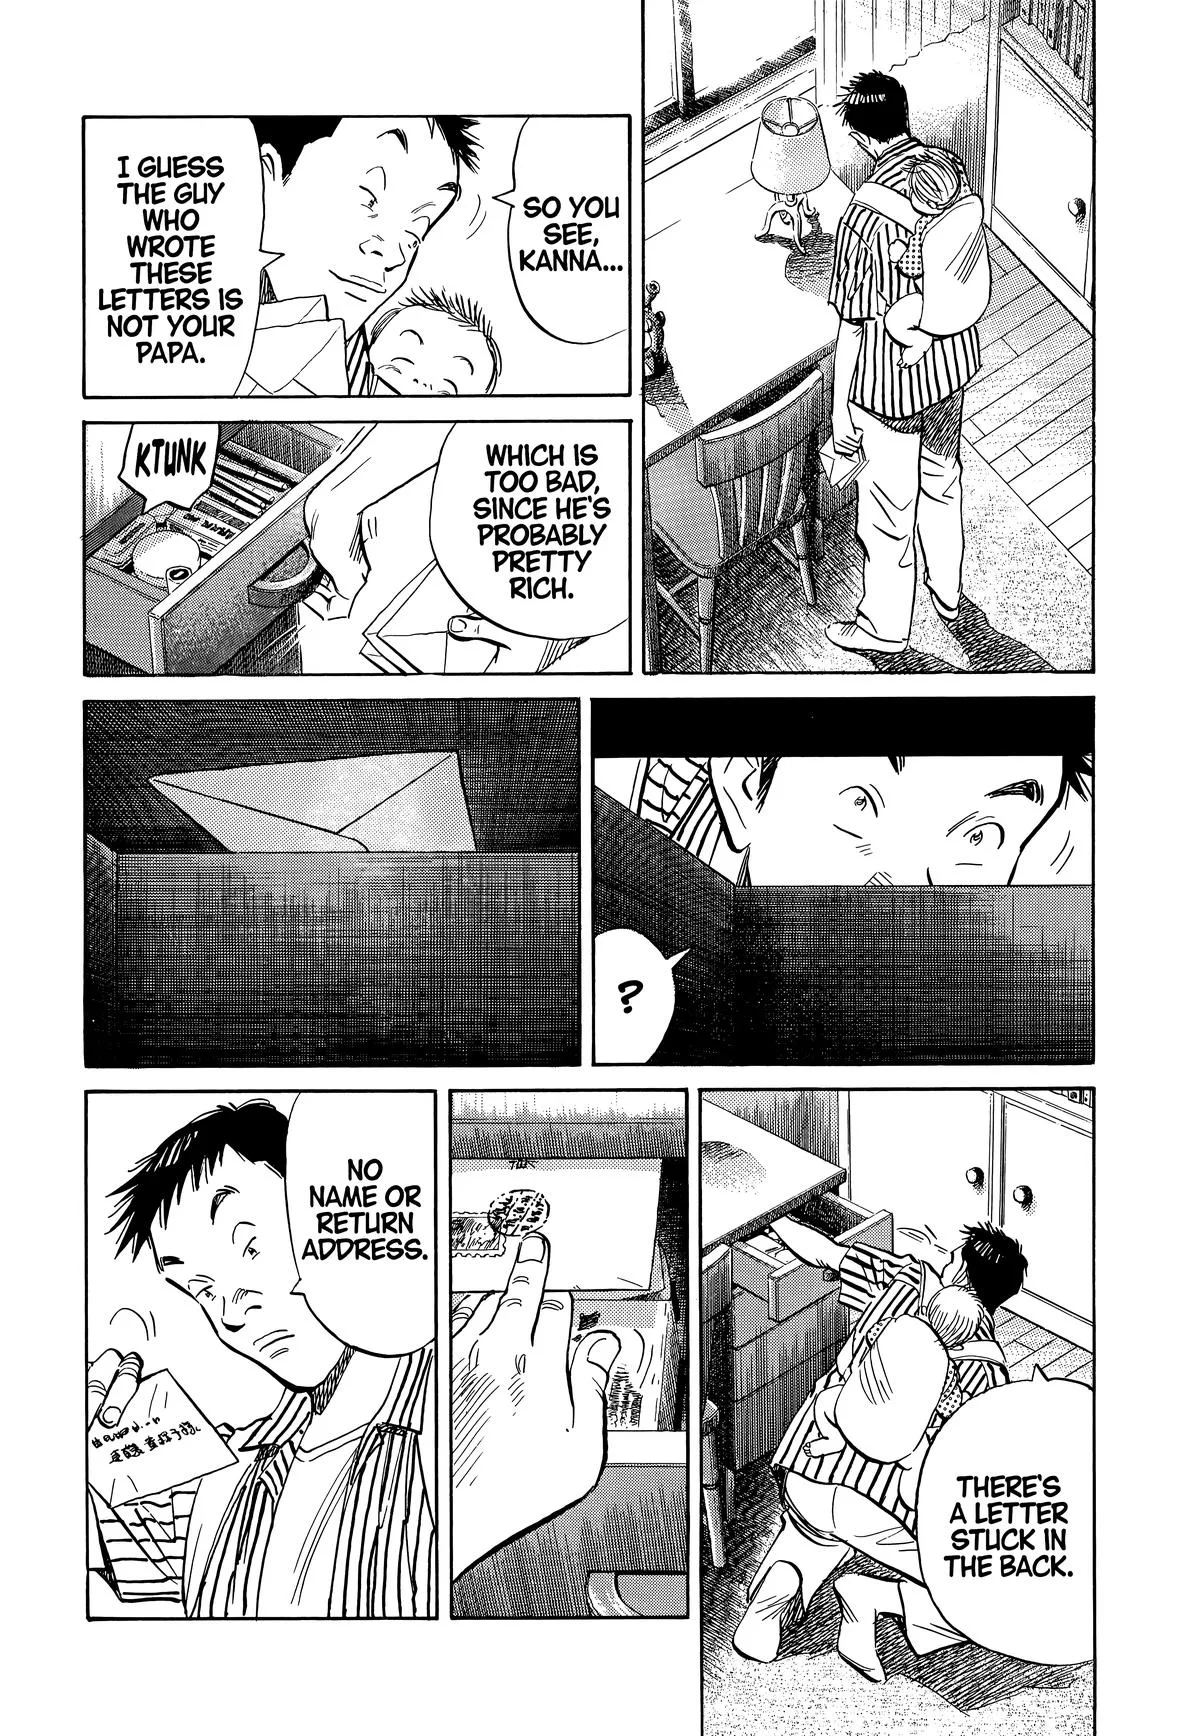 SO YOU
SEE,
KANNA...
I GUESS
THE GUY
WHO
WROTE
THESE
LETTERS IS
NOT YOUR
PAPA.
WHICH IS
TOO BAD,
SINCE HE'S
PROBABLY
PRETTY
RICH.
KTUNK
?
THERE'S
A LETTER
STUCK IN
THE BACK.
NO
NAME OR
RETURN
ADDRESS.